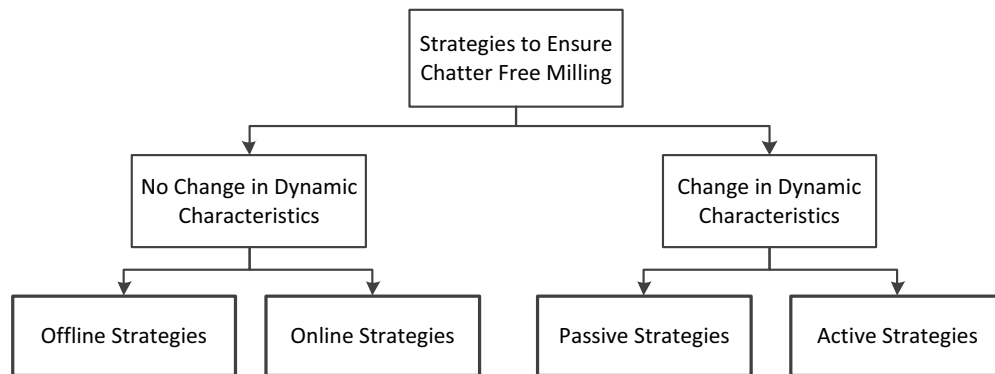 Strategies to Ensure
Chatter Free Milling
No Change in Dynamic
Characteristics
Change in Dynamic
Characteristics
Offline Strategies
Online Strategies
Passive Strategies
Active Strategies